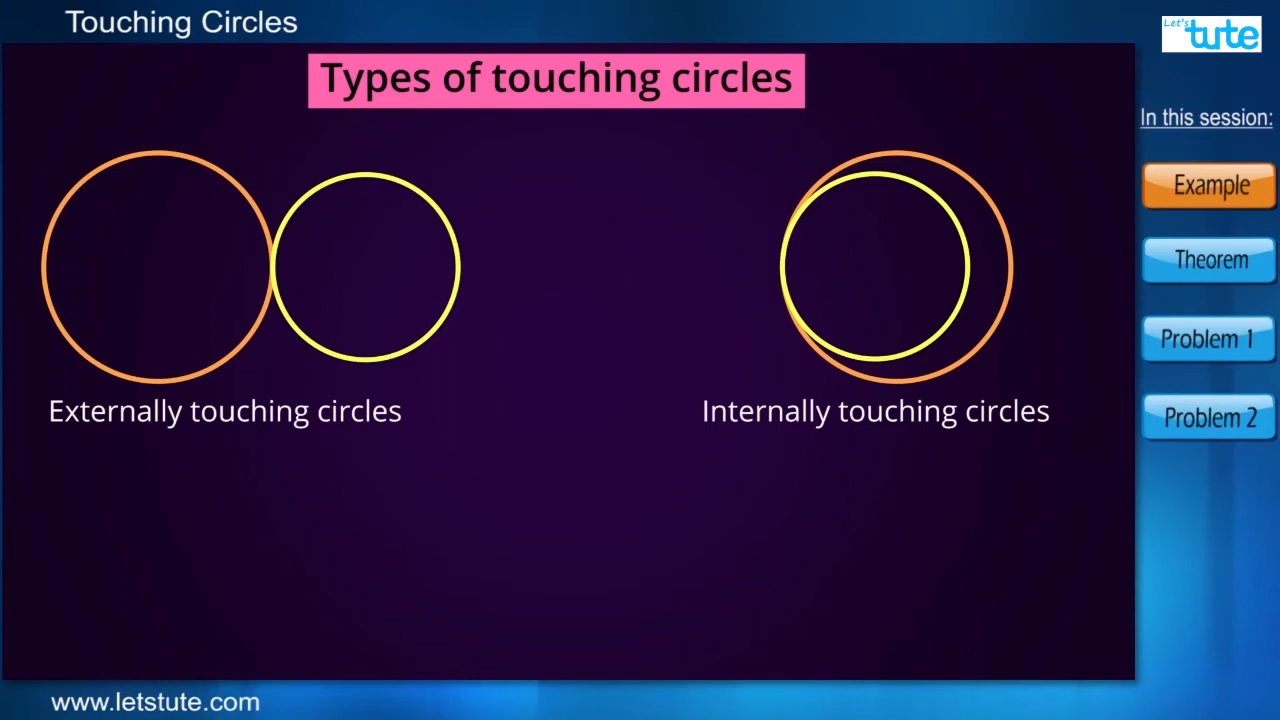 Touching Circles
Let's
tute
Types of touching circles
In this session:
Example
Theorem
Problem 1
Problem 2
Externally touching circles
Internally touching circles
www.letstute.com